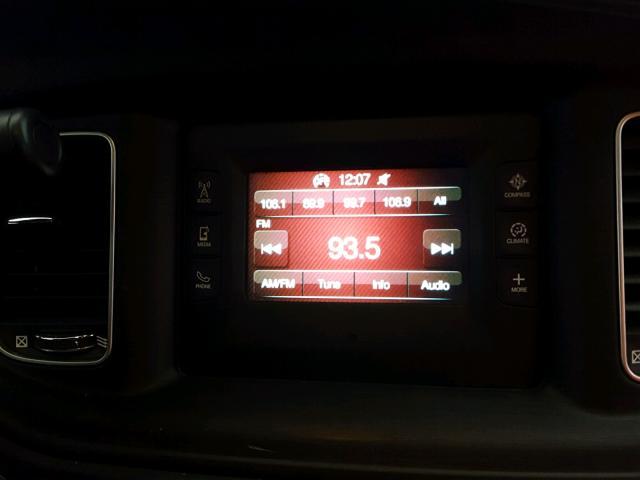 12:07
106.1 89.9 99.7 106.9 All
FM
93.5
AM/FM Tune Info Audio
RADIO
MEDIA
PHONE
COMPASS
CLIMATE
MORE